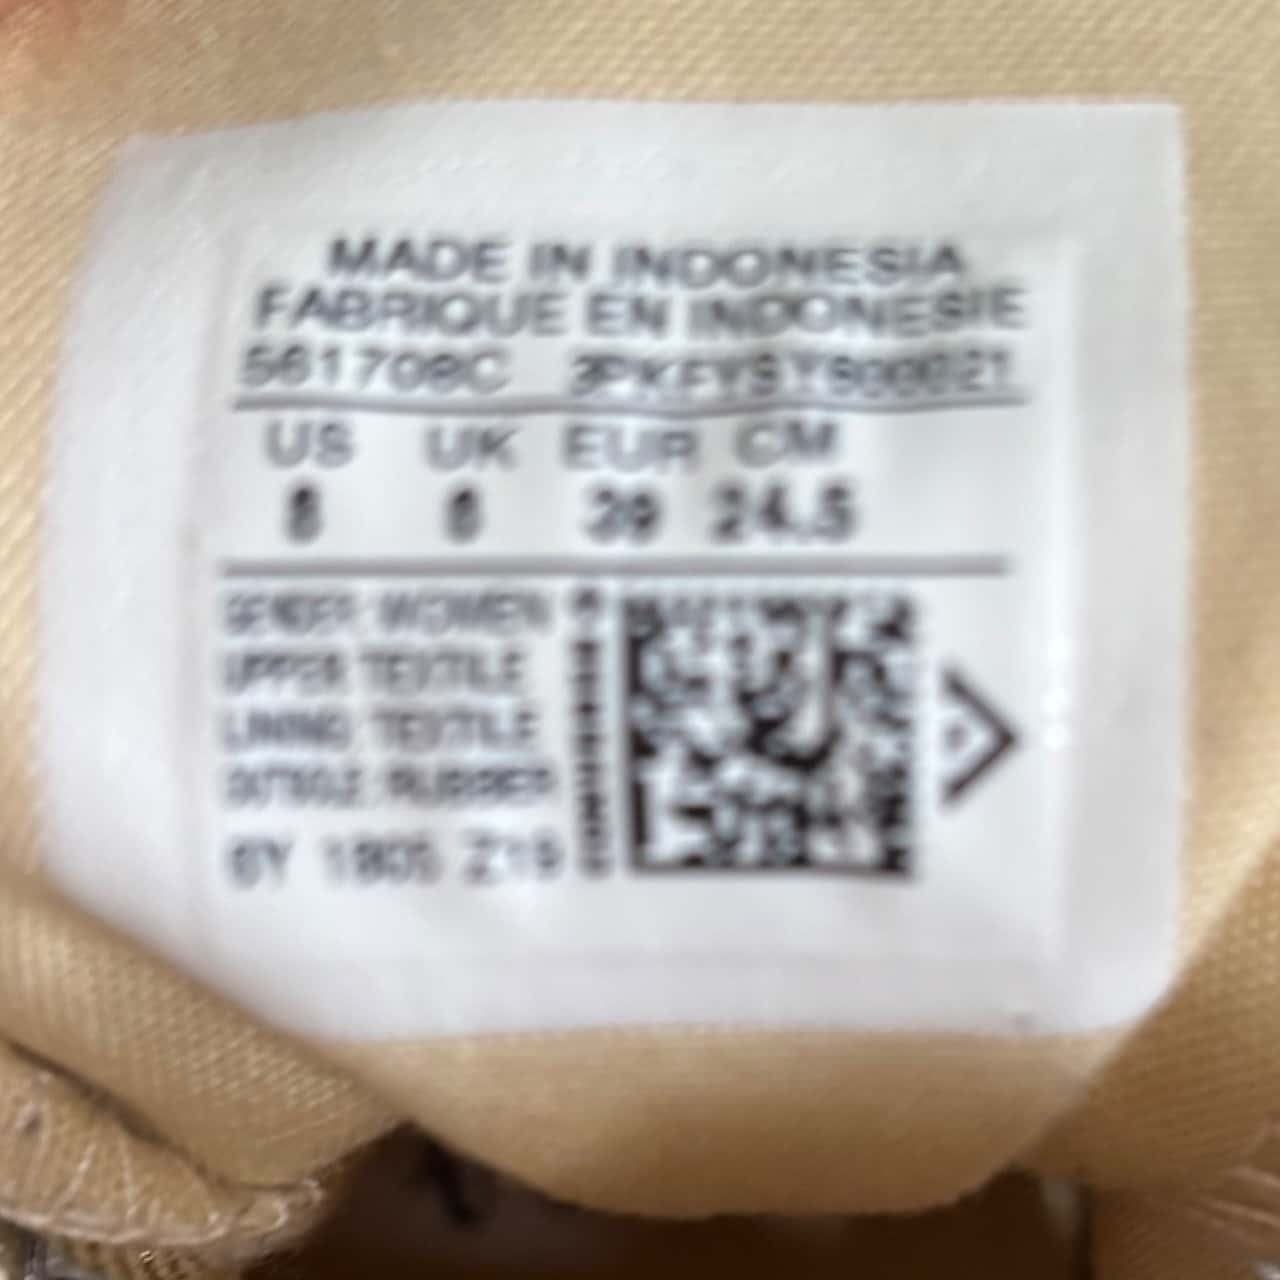 MADE IN INDONESIA
FABRIQUE EN INDONESIE
561708C
US UK EUR CM
8 6 39 24.5
GENDER: WOMEN
UPPER: TEXTILE
LINING: TEXTILE
OUTSOLE: RUBBER